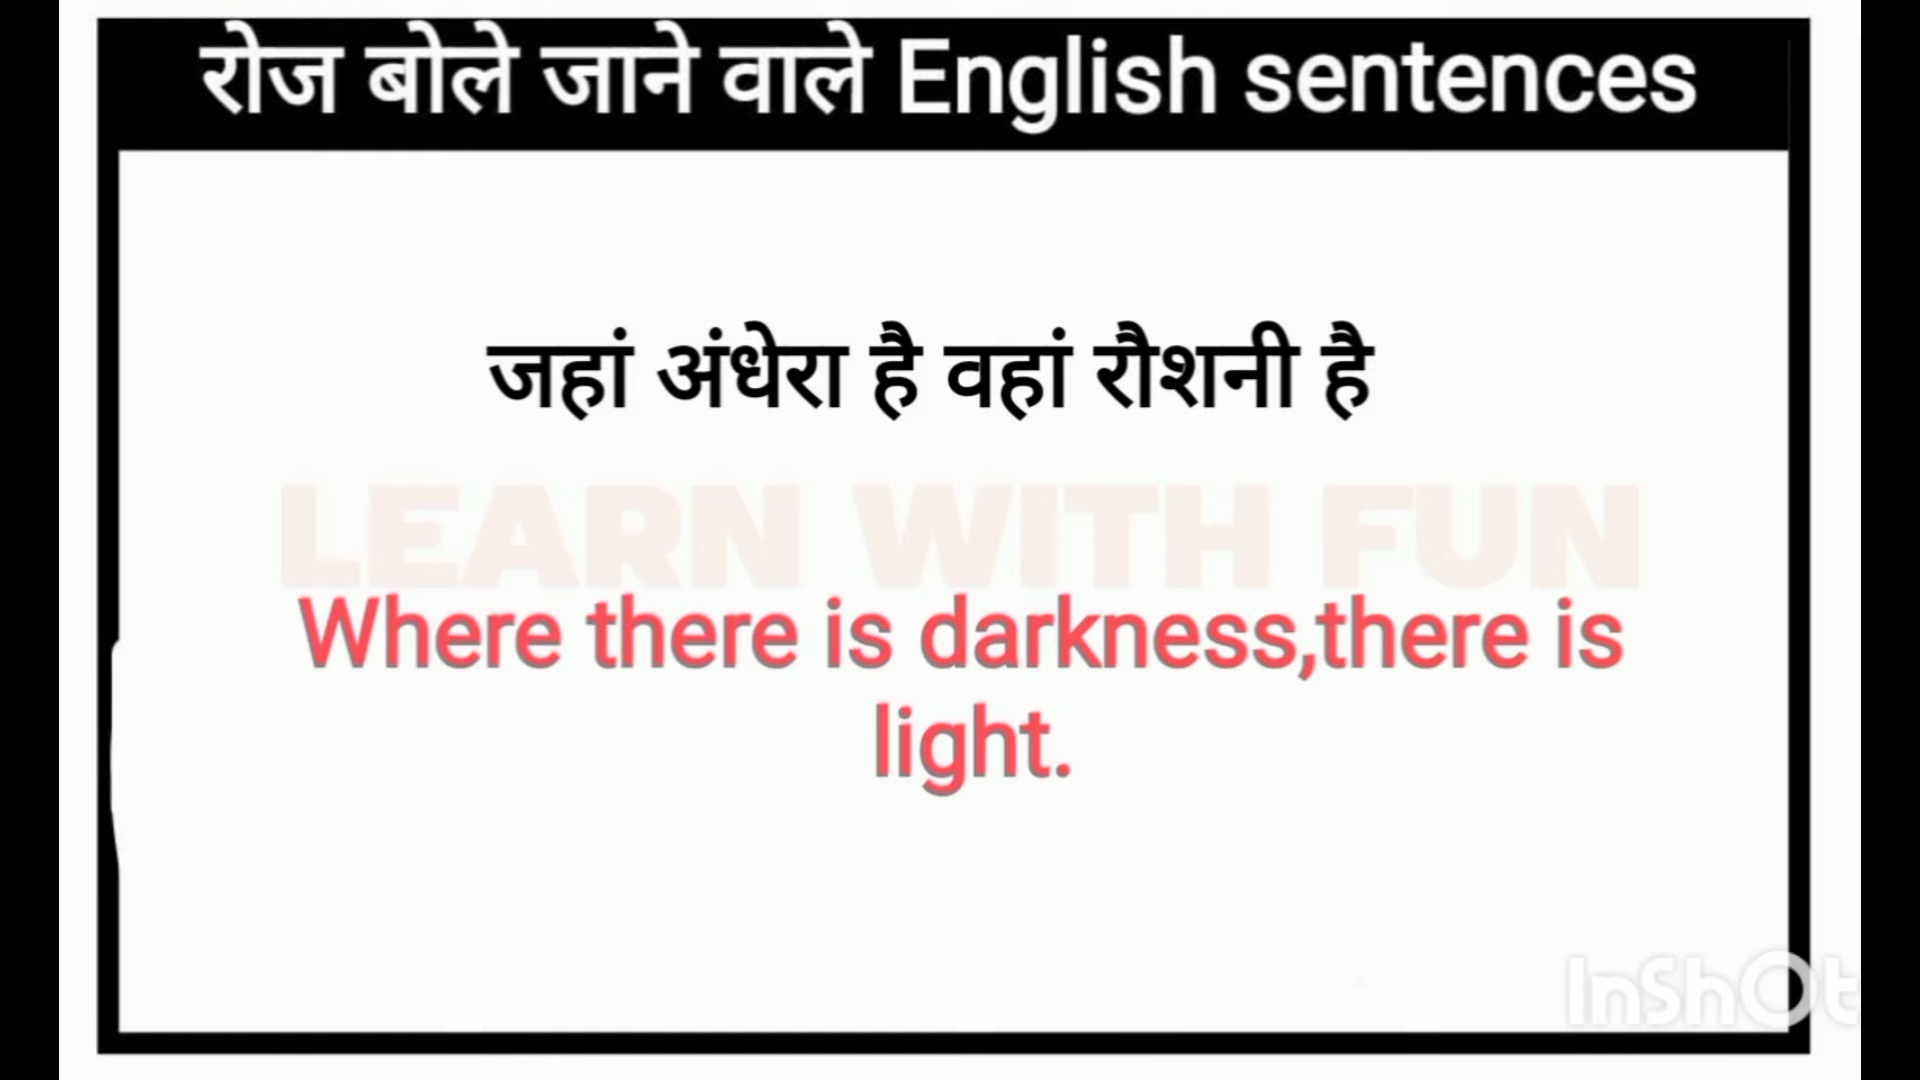 रोज बोले जाने वाले English sentences
जहां अंधेरा है वहां रौशनी है
LEARN WITH FUN
Where there is darkness,there is
light.
InShOt